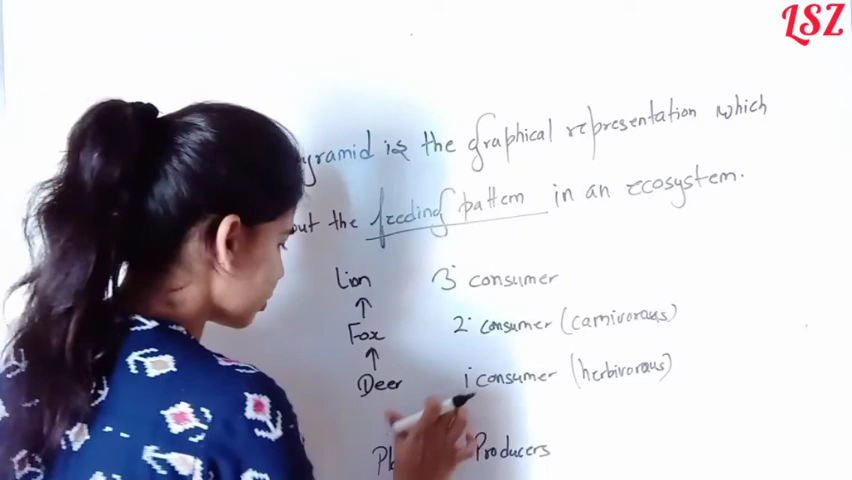 LSZ
yramid is the graphical representation which
out the feeding pattern in an ecosystem.
Lion 3° consumer
↑
Fox 2° consumer (carnivorous)
↑
Deer 1° consumer (herbivorous)
Pl Producers